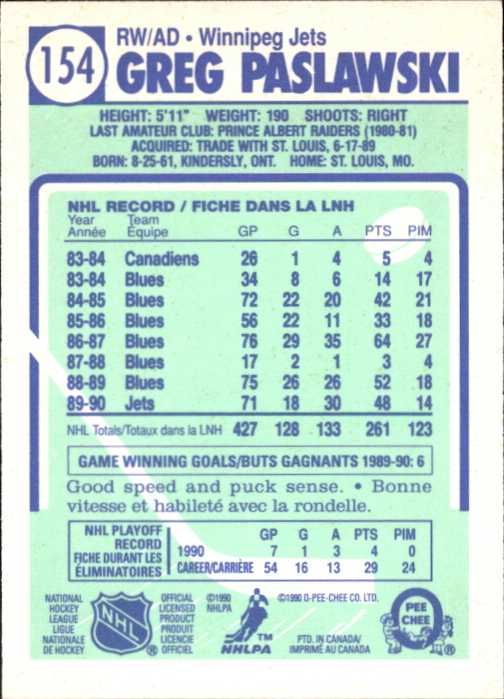 154
RW/AD • Winnipeg Jets
GREG PASLAWSKI
HEIGHT: 5'11" WEIGHT: 190 SHOOTS: RIGHT
LAST AMATEUR CLUB: PRINCE ALBERT RAIDERS (1980-81)
ACQUIRED: TRADE WITH ST. LOUIS, 6-17-89
BORN: 8-25-61, KINDERSLY, ONT. HOME: ST. LOUIS, MO.
NHL RECORD / FICHE DANS LA LNH
Year Team
Année Équipe GP G A PTS PIM
83-84 Canadiens 26 1 4 5 4
83-84 Blues 34 8 6 14 17
84-85 Blues 72 22 20 42 21
85-86 Blues 56 22 11 33 18
86-87 Blues 76 29 35 64 27
87-88 Blues 17 2 1 3 4
88-89 Blues 75 26 26 52 18
89-90 Jets 71 18 30 48 14
NHL Totals/Totaux dans la LNH 427 128 133 261 123
GAME WINNING GOALS/BUTS GAGNANTS 1989-90: 6
Good speed and puck sense. • Bonne
vitesse et habileté avec la rondelle.
NHL PLAYOFF
RECORD
FICHE DURANT LES
ÉLIMINATOIRES
GP G A PTS PIM
1990 7 1 3 4 0
CAREER/CARRIÈRE 54 16 13 29 24
NATIONAL
HOCKEY
LEAGUE
LIGUE
NATIONALE
DE HOCKEY
NHL
®
OFFICIAL
LICENSED
PRODUCT
PRODUIT
LICENCIE
OFFICIEL
©1990
NHLPA
TM
NHLPA
©1990 O-PEE-CHEE CO. LTD.
PTD. IN CANADA/
IMPRIMÉ AU CANADA
O
PEE
CHEE
®